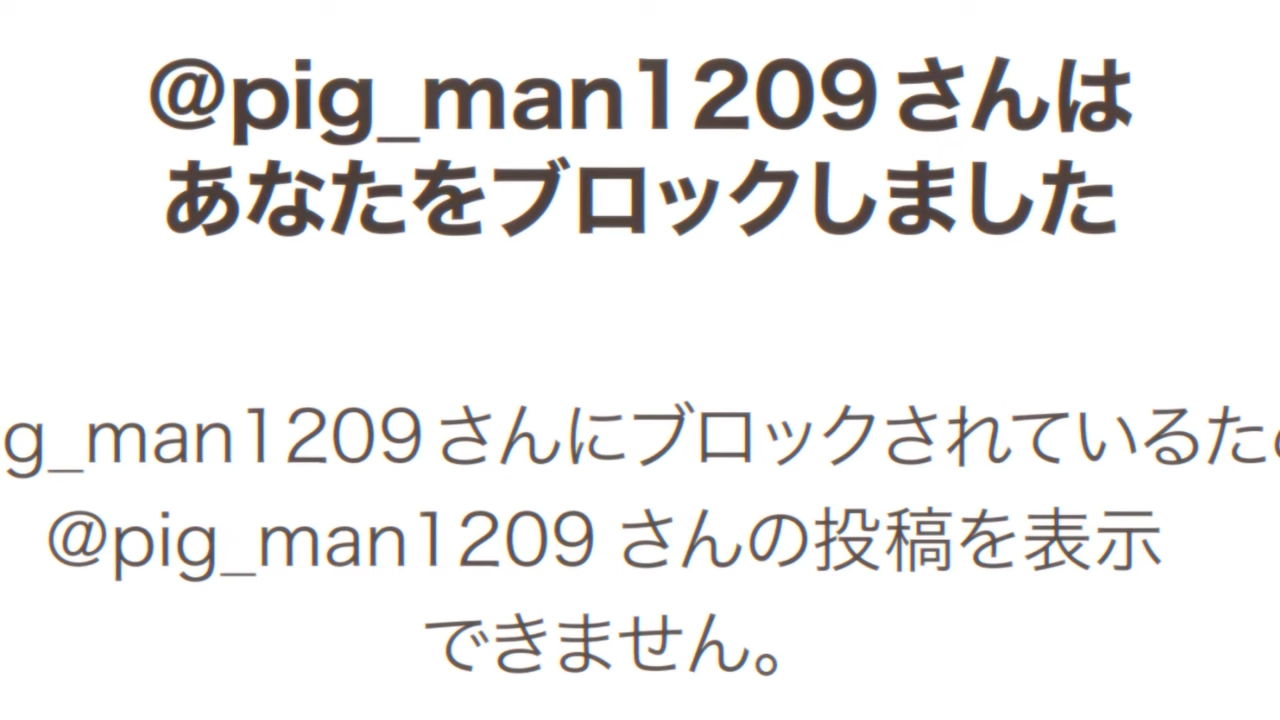 @pig_man1209さんは
あなたをブロックしました
g_man1209さんにブロックされているため
@pig_man1209 さんの投稿を表示
できません。